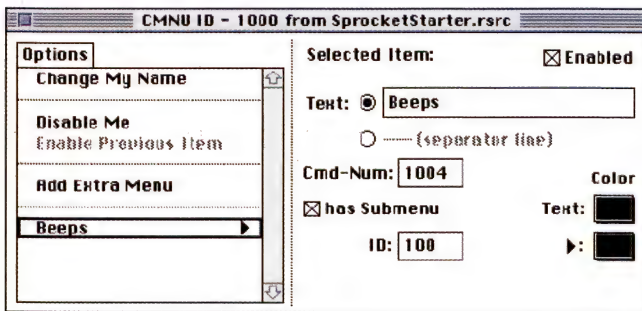 CMNU ID - 1000 from SprocketStarter.rsrc
Options
Change My Name
Disable Me
Enable Previous Item
Add Extra Menu
Beeps
Selected Item:
Enabled
Text:
Beeps
(separator line)
Cmd-Num: 1004
Color
has Submenu
Text:
ID: 100
: